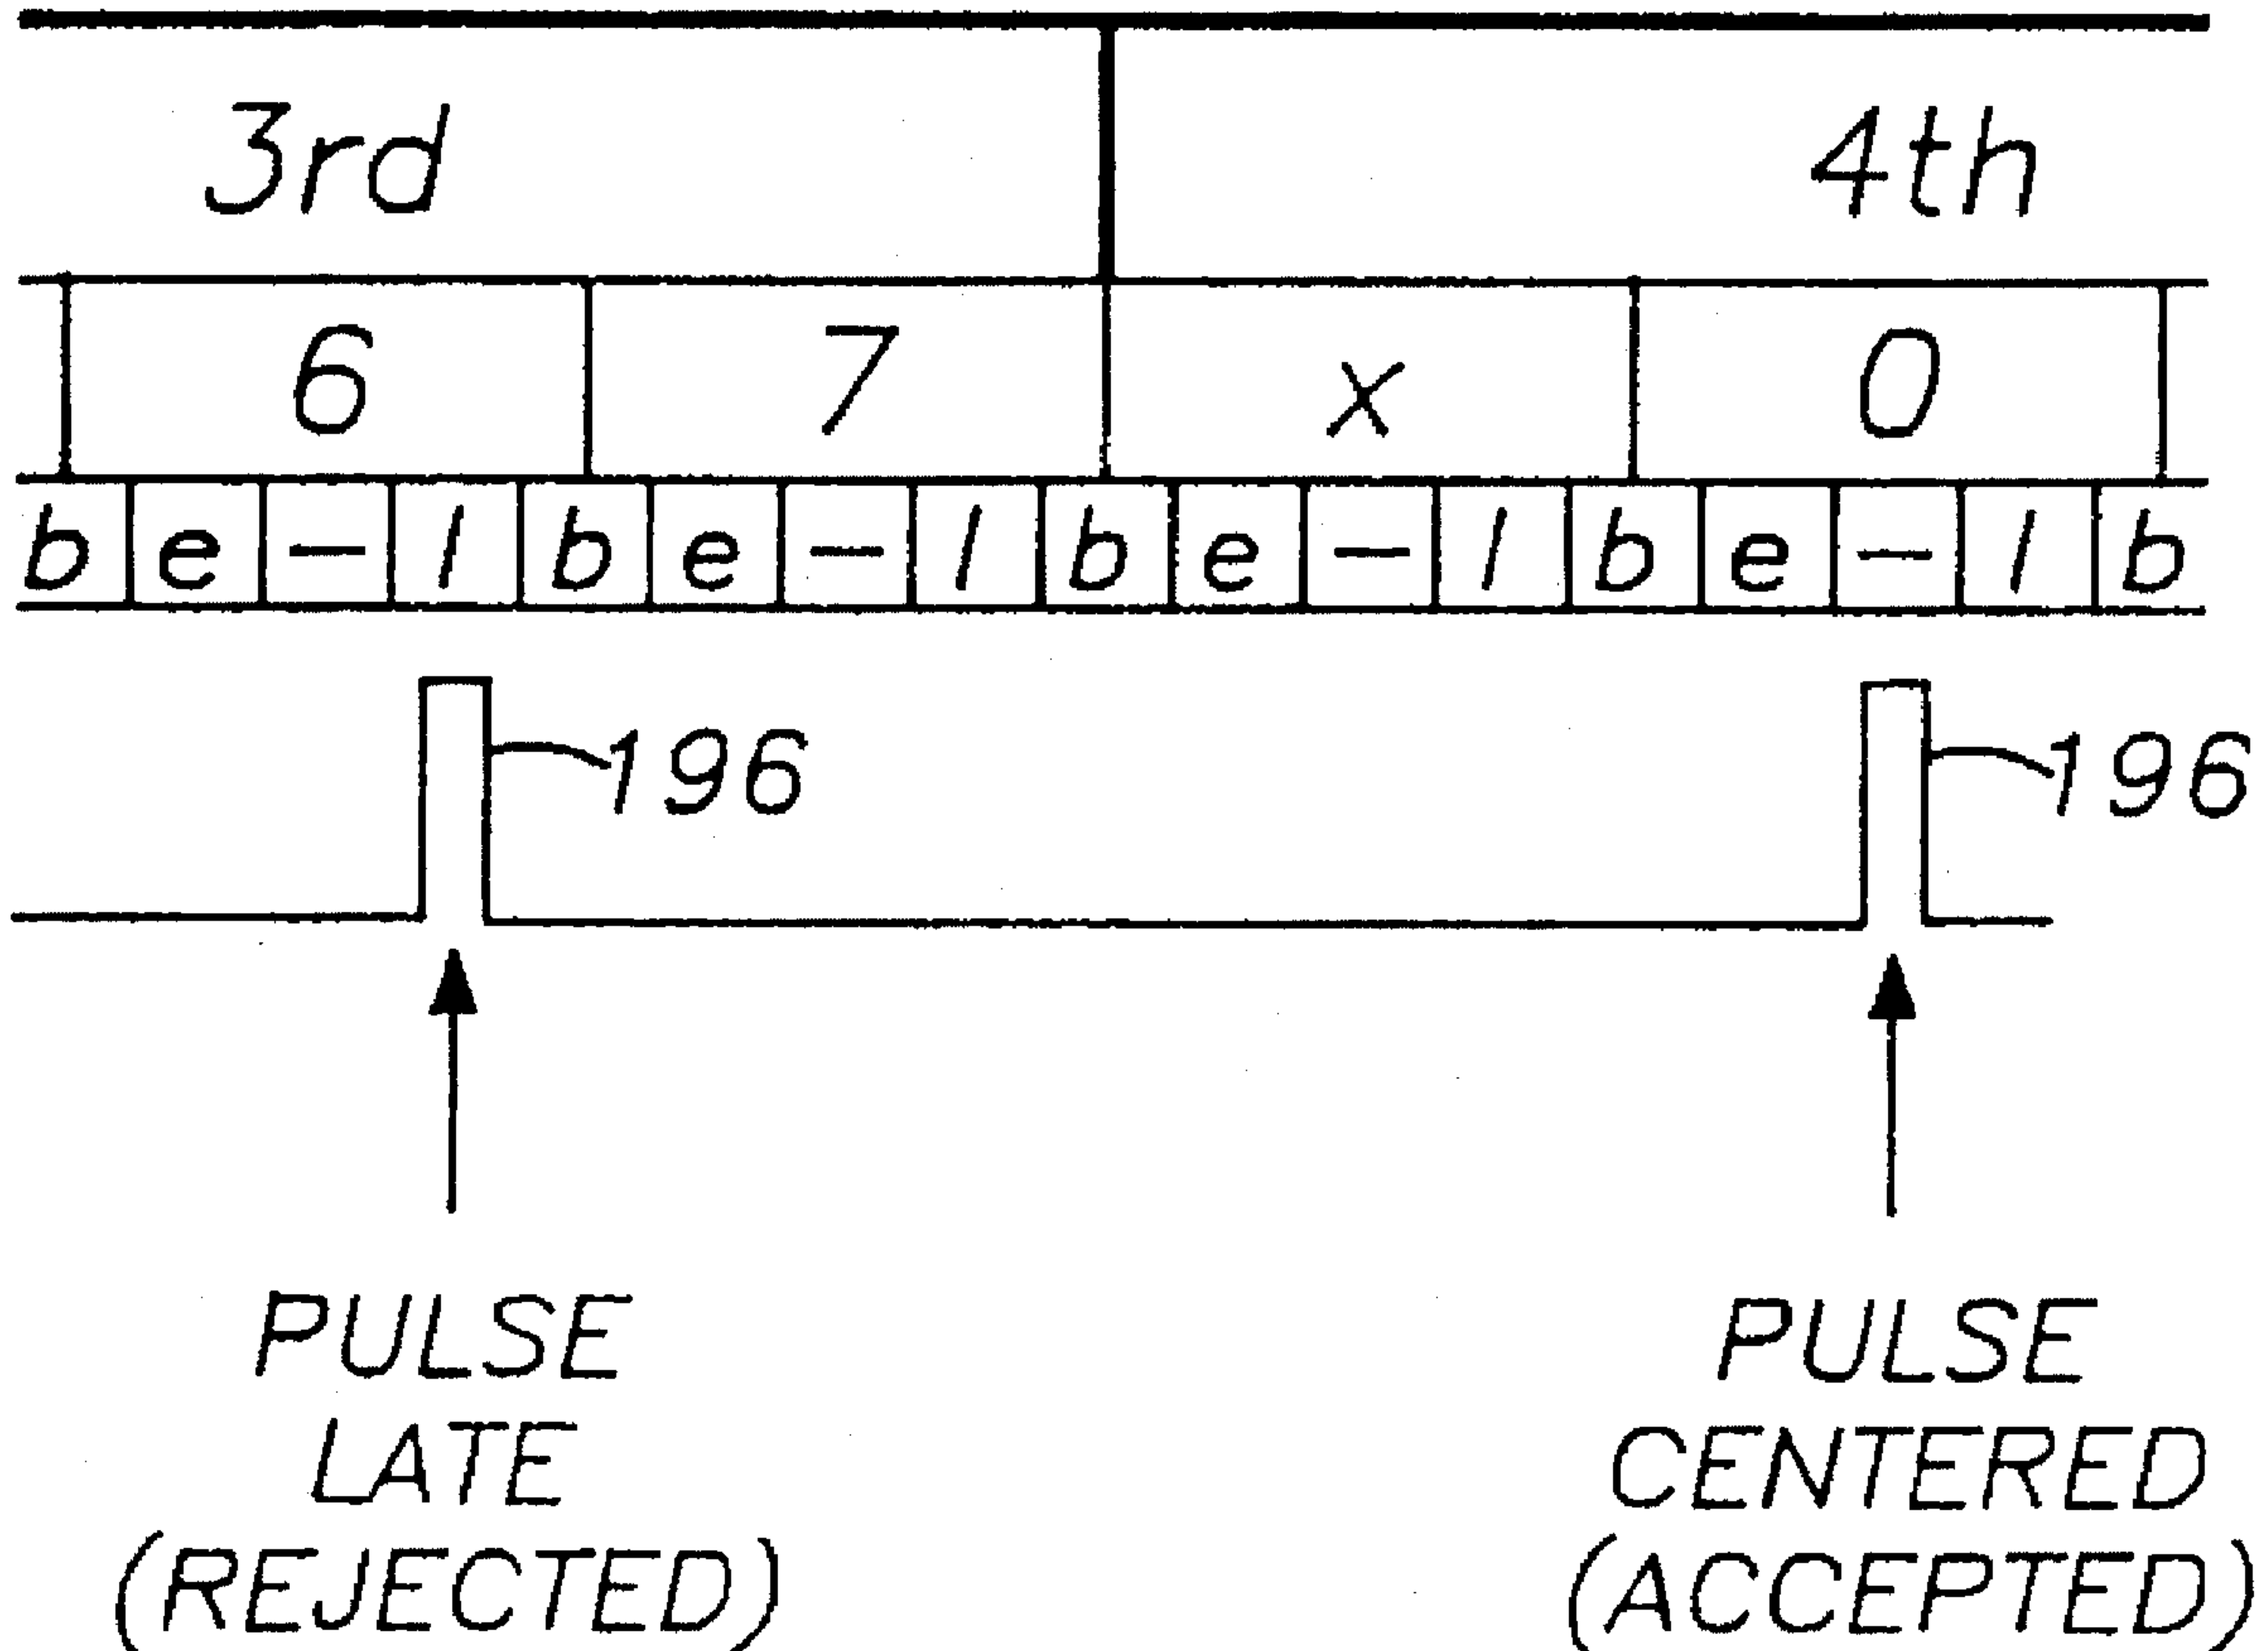 3rd 4th
6 7 x 0
b e - l b e - l b e - l b e - l b
196 196
PULSE PULSE
LATE CENTERED
(REJECTED) (ACCEPTED)